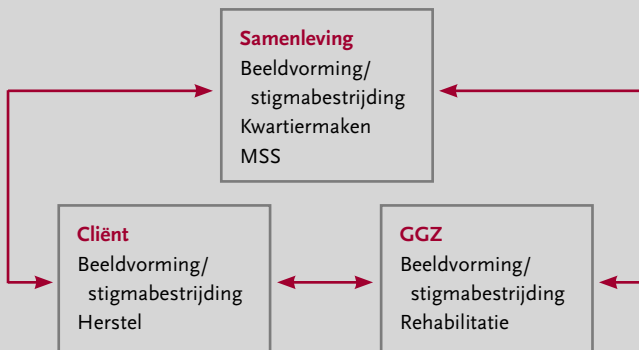 Samenleving
Beeldvorming/
stigmabestrijding
Kwartiermaken
MSS
Cliënt
Beeldvorming/
stigmabestrijding
Herstel
GGZ
Beeldvorming/
stigmabestrijding
Rehabilitatie